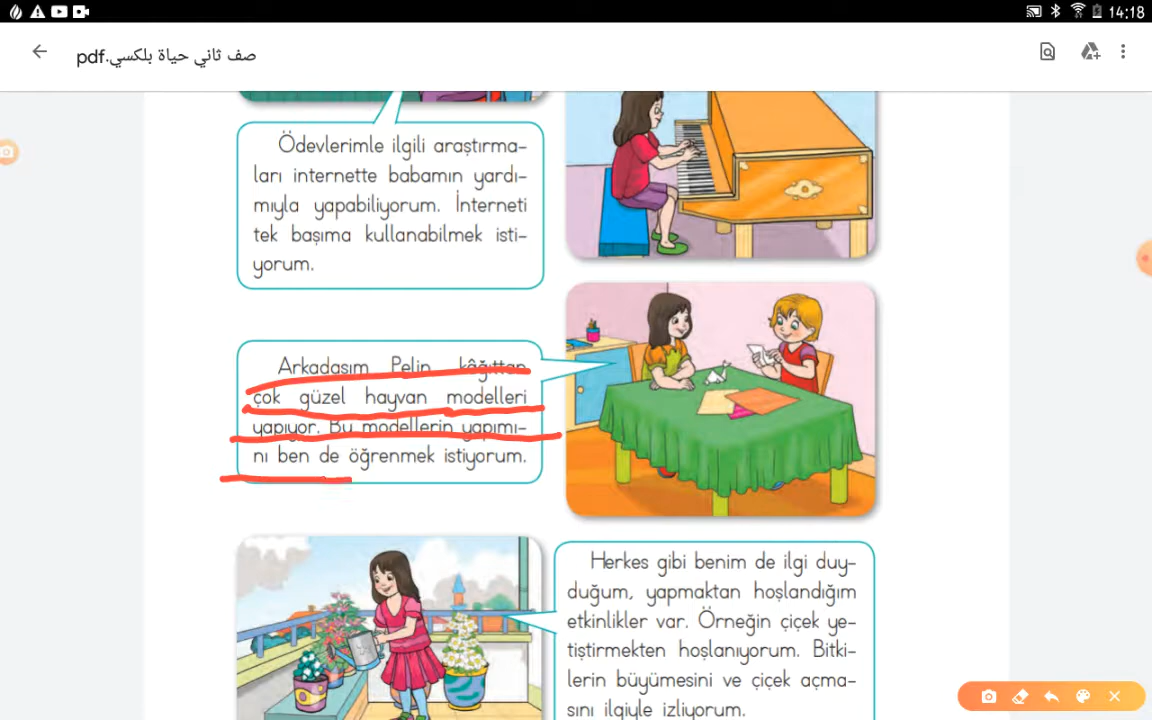 14:18
صف ثاني حياة بلكسي.pdf
Ödevlerimle ilgili araştırma-
ları internette babamın yardı-
mıyla yapabiliyorum. İnterneti
tek başıma kullanabilmek isti-
yorum.
Arkadaşım Pelin kâğıttan
çok güzel hayvan modelleri
yapıyor. Bu modellerin yapımı-
nı ben de öğrenmek istiyorum.
Herkes gibi benim de ilgi duy-
duğum, yapmaktan hoşlandığım
etkinlikler var. Örneğin çiçek ye-
tiştirmekten hoşlanıyorum. Bitki-
lerin büyümesini ve çiçek açma-
sını ilgiyle izliyorum.